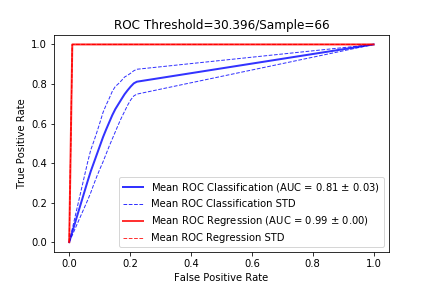 ROC Threshold=30.396/Sample=66
True Positive Rate
1.0
0.8
0.6
0.4
0.2
0.0
Mean ROC Classification (AUC = 0.81 ± 0.03)
Mean ROC Classification STD
Mean ROC Regression (AUC = 0.99 ± 0.00)
Mean ROC Regression STD
0.0 0.2 0.4 0.6 0.8 1.0
False Positive Rate